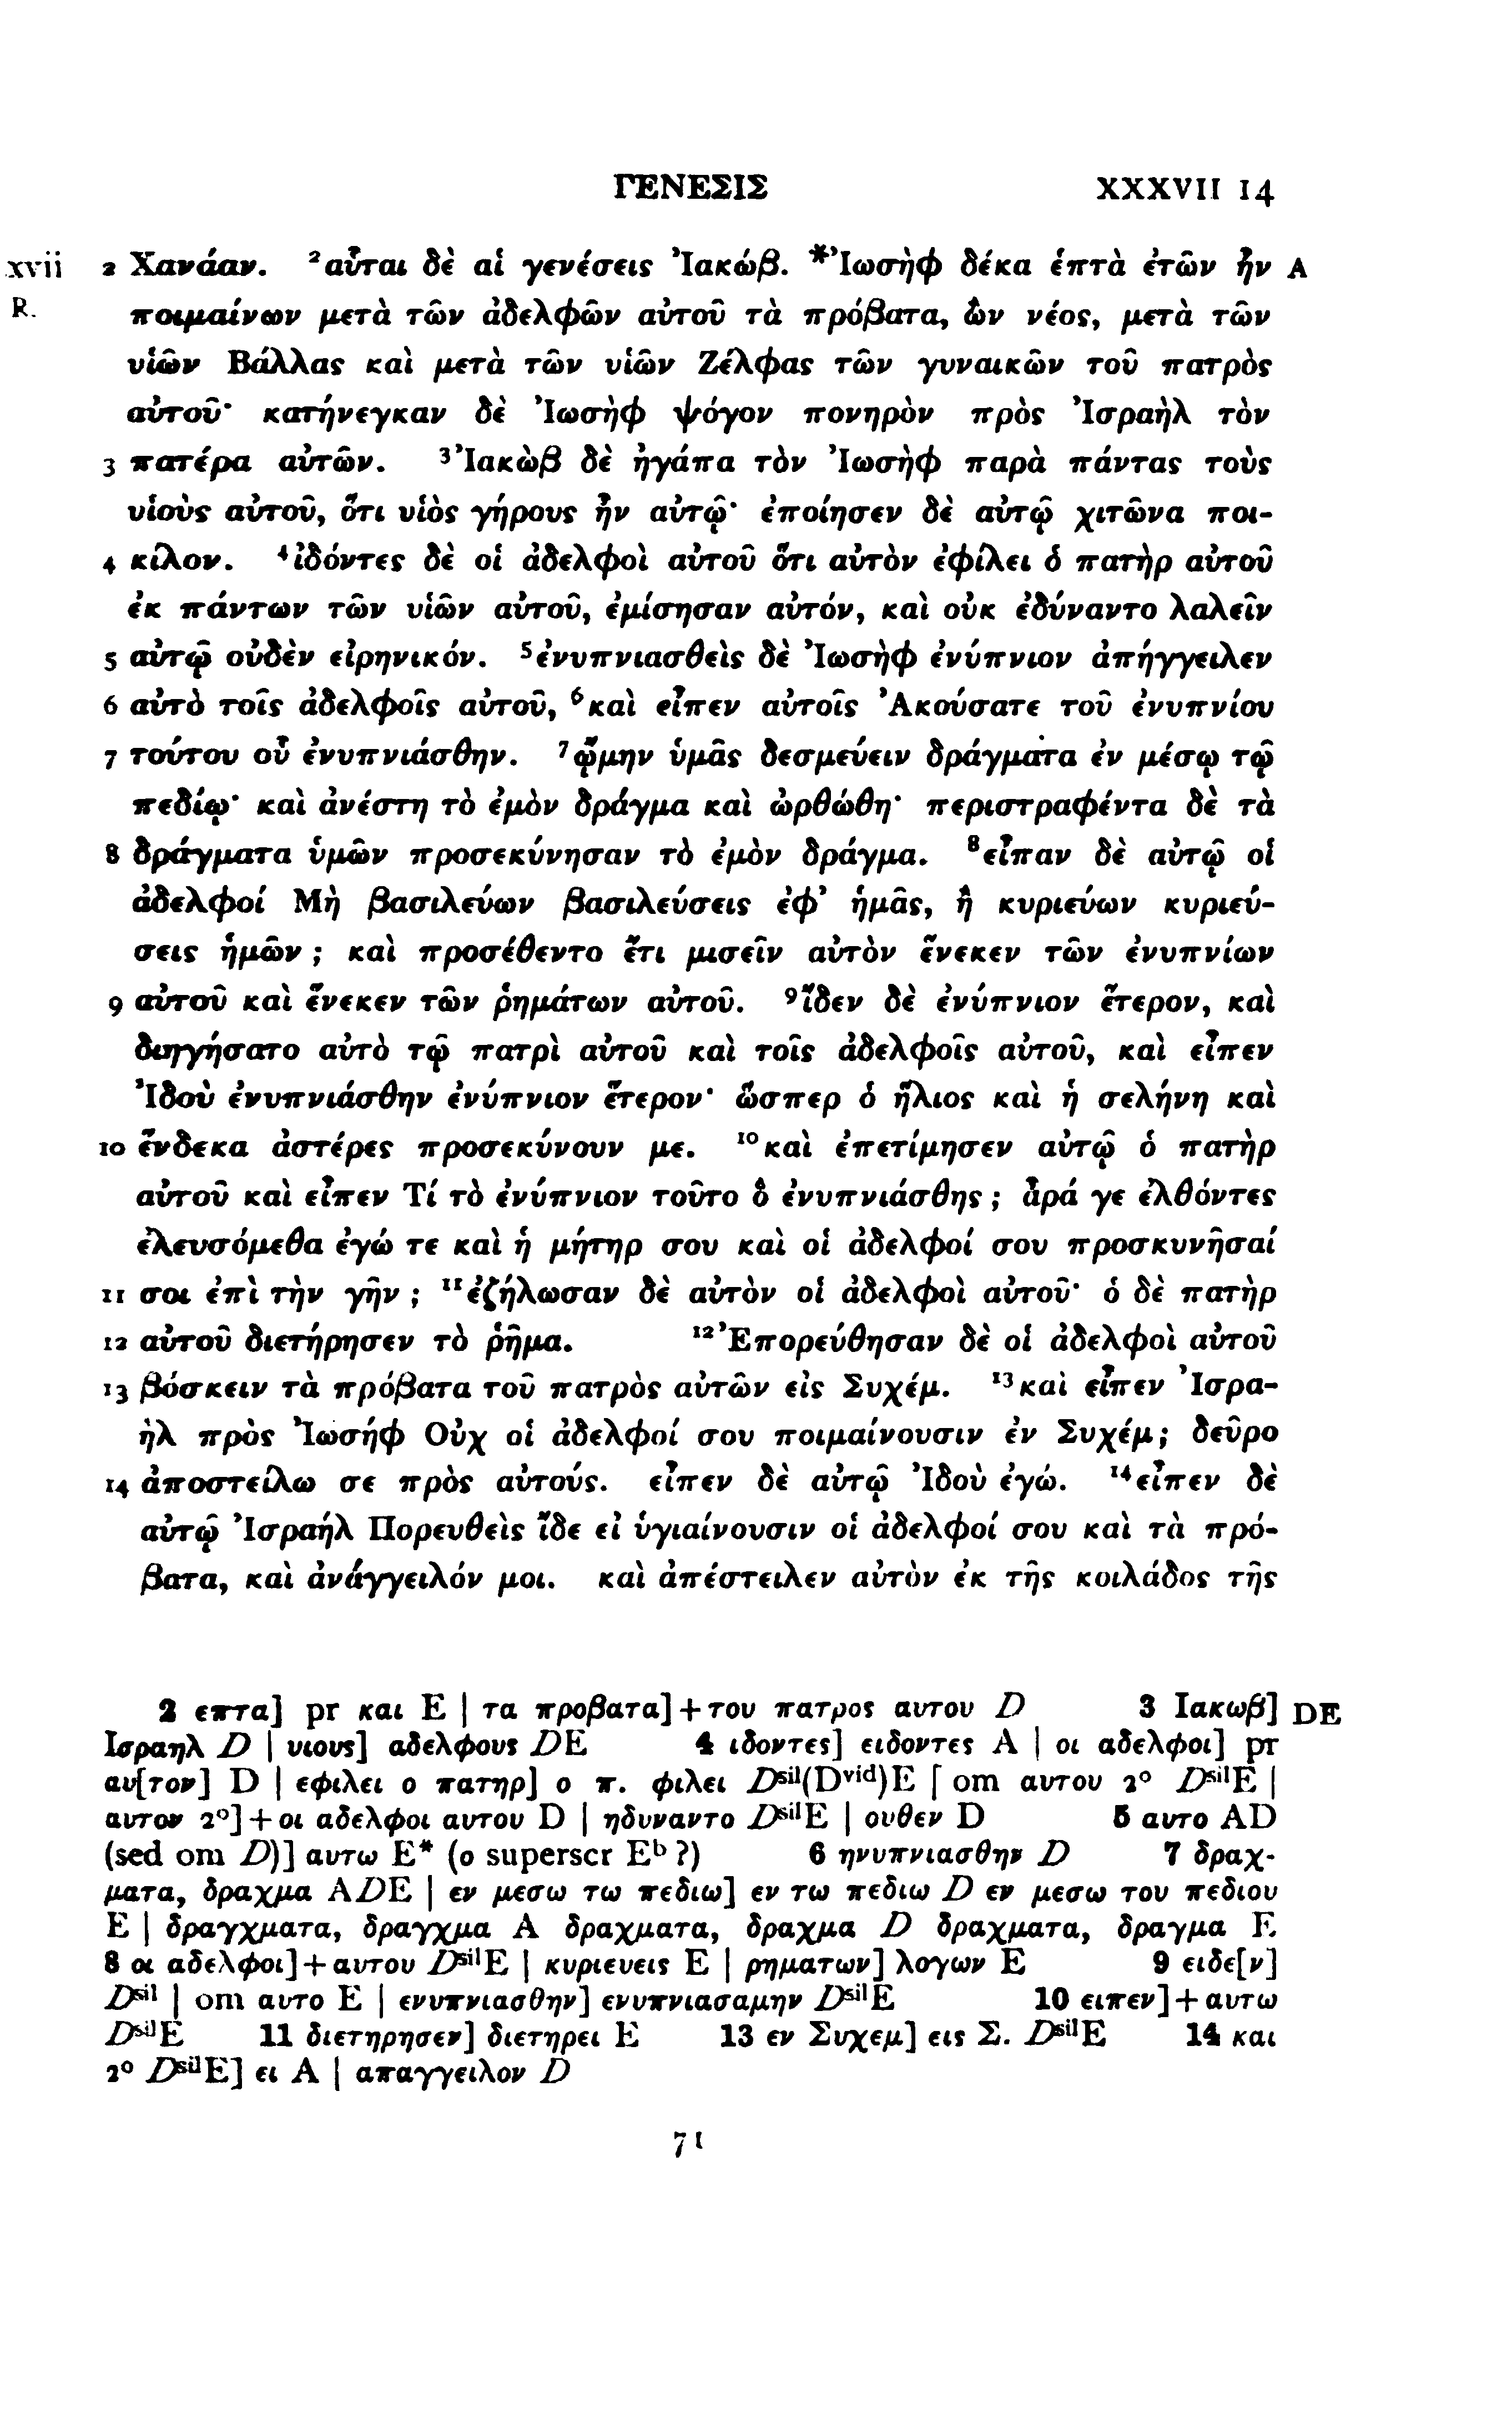 ΓΕΝΕΣΙΣ XXXVII 14
xvii 2 Χανάαν. ²αὗται δὲ αἱ γενέσεις Ἰακώβ. *Ἰωσὴφ δέκα ἑπτὰ ἐτῶν ἦν A
R. ποιμαίνων μετὰ τῶν ἀδελφῶν αὐτοῦ τὰ πρόβατα, ὢν νέος, μετὰ τῶν
υἱῶν Βάλλας καὶ μετὰ τῶν υἱῶν Ζέλφας τῶν γυναικῶν τοῦ πατρὸς
αὐτοῦ· κατήνεγκαν δὲ Ἰωσὴφ ψόγον πονηρὸν πρὸς Ἰσραὴλ τὸν
3 πατέρα αὐτῶν. ³Ἰακὼβ δὲ ἠγάπα τὸν Ἰωσὴφ παρὰ πάντας τοὺς
υἱοὺς αὐτοῦ, ὅτι υἱὸς γήρους ἦν αὐτῷ· ἐποίησεν δὲ αὐτῷ χιτῶνα ποι-
4 κίλον. ⁴ἰδόντες δὲ οἱ ἀδελφοὶ αὐτοῦ ὅτι αὐτὸν ἐφίλει ὁ πατὴρ αὐτοῦ
ἐκ πάντων τῶν υἱῶν αὐτοῦ, ἐμίσησαν αὐτόν, καὶ οὐκ ἐδύναντο λαλεῖν
5 αὐτῷ οὐδὲν εἰρηνικόν. ⁵ἐνυπνιασθεὶς δὲ Ἰωσὴφ ἐνύπνιον ἀπήγγειλεν
6 αὐτὸ τοῖς ἀδελφοῖς αὐτοῦ, ⁶καὶ εἶπεν αὐτοῖς Ἀκούσατε τοῦ ἐνυπνίου
7 τούτου οὗ ἐνυπνιάσθην. ⁷ᾤμην ὑμᾶς δεσμεύειν δράγματα ἐν μέσῳ τῷ
πεδίῳ· καὶ ἀνέστη τὸ ἐμὸν δράγμα καὶ ὠρθώθη· περιστραφέντα δὲ τὰ
8 δράγματα ὑμῶν προσεκύνησαν τὸ ἐμὸν δράγμα. ⁸εἶπαν δὲ αὐτῷ οἱ
ἀδελφοί Μὴ βασιλεύων βασιλεύσεις ἐφ’ ἡμᾶς, ἢ κυριεύων κυριεύ-
σεις ἡμῶν; καὶ προσέθεντο ἔτι μισεῖν αὐτὸν ἕνεκεν τῶν ἐνυπνίων
9 αὐτοῦ καὶ ἕνεκεν τῶν ῥημάτων αὐτοῦ. ⁹ἴδεν δὲ ἐνύπνιον ἕτερον, καὶ
διηγήσατο αὐτὸ τῷ πατρὶ αὐτοῦ καὶ τοῖς ἀδελφοῖς αὐτοῦ, καὶ εἶπεν
Ἰδοὺ ἐνυπνιάσθην ἐνύπνιον ἕτερον· ὥσπερ ὁ ἥλιος καὶ ἡ σελήνη καὶ
10 ἕνδεκα ἀστέρες προσεκύνουν με. ¹⁰καὶ ἐπετίμησεν αὐτῷ ὁ πατὴρ
αὐτοῦ καὶ εἶπεν Τί τὸ ἐνύπνιον τοῦτο ὃ ἐνυπνιάσθης; ἆρά γε ἐλθόντες
ἐλευσόμεθα ἐγώ τε καὶ ἡ μήτηρ σου καὶ οἱ ἀδελφοί σου προσκυνῆσαί
11 σοι ἐπὶ τὴν γῆν; ¹¹ἐζήλωσαν δὲ αὐτὸν οἱ ἀδελφοὶ αὐτοῦ· ὁ δὲ πατὴρ
12 αὐτοῦ διετήρησεν τὸ ῥῆμα. ¹²Ἐπορεύθησαν δὲ οἱ ἀδελφοὶ αὐτοῦ
13 βόσκειν τὰ πρόβατα τοῦ πατρὸς αὐτῶν εἰς Συχέμ. ¹³καὶ εἶπεν Ἰσρα-
ὴλ πρὸς Ἰωσήφ Οὐχ οἱ ἀδελφοί σου ποιμαίνουσιν ἐν Συχέμ; δεῦρο
14 ἀποστείλω σε πρὸς αὐτούς. εἶπεν δὲ αὐτῷ Ἰδοὺ ἐγώ. ¹⁴εἶπεν δὲ
αὐτῷ Ἰσραήλ Πορευθεὶς ἴδε εἰ ὑγιαίνουσιν οἱ ἀδελφοί σου καὶ τὰ πρό-
βατα, καὶ ἀνάγγειλόν μοι. καὶ ἀπέστειλεν αὐτὸν ἐκ τῆς κοιλάδος τῆς
2 επτα] pr και E | τα προβατα]+του πατρος αυτου D 3 Ιακωβ] DE
Ισραηλ D | υιους] αδελφους DE 4 ιδοντες] ειδοντες A | οι αδελφοι] pr
αυ[τον] D | εφιλει ο πατηρ] ο π. φιλει Dˢⁱˡ(Dᵛⁱᵈ)E | om αυτου 2° DˢⁱˡE |
αυτον 2°]+οι αδελφοι αυτου D | ηδυναντο DˢⁱˡE | ουθεν D 5 αυτο AD
(sed om D)] αυτω E* (ο superscr Eᵇ?) 6 ηνυπνιασθην D 7 δραχ-
ματα, δραχμα ADE | εν μεσω τω πεδιω] εν τω πεδιω D εν μεσω του πεδιου
E | δραγχματα, δραγχμα A δραχματα, δραχμα D δραχματα, δραγμα E
8 οι αδελφοι]+αυτου DˢⁱˡE | κυριευεις E | ρηματων] λογων E 9 ειδε[ν]
Dˢⁱˡ | om αυτο E | ενυπνιασθην] ενυπνιασαμην DˢⁱˡE 10 ειπεν]+αυτω
DˢⁱˡE 11 διετηρησεν] διετηρει E 13 εν Συχεμ] εις Σ. DˢⁱˡE 14 και
2° DˢⁱˡE] ει A | απαγγειλον D
71